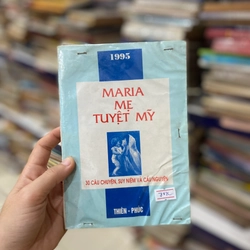 1995
MARIA
MẸ
TUYỆT MỸ
30 CÂU CHUYỆN, SUY NIỆM VÀ CẦU NGUYỆN
THIÊN - PHÚC